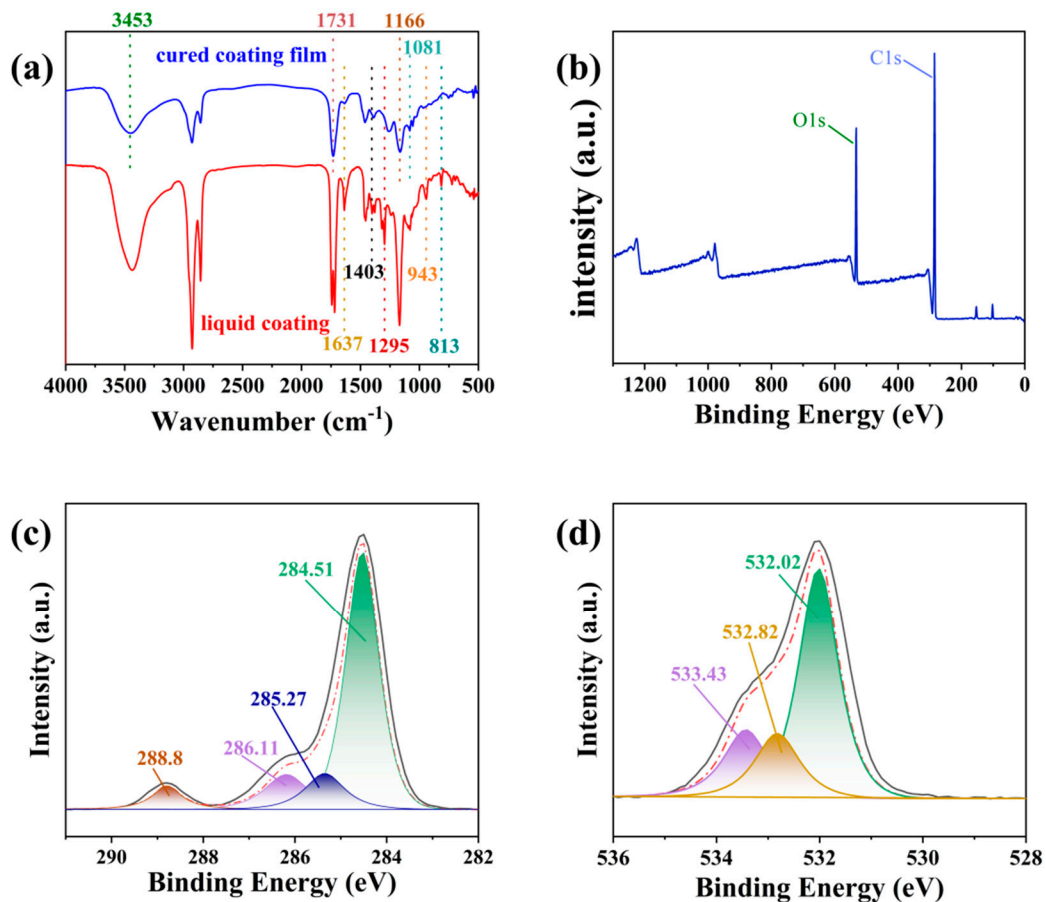 (a)
3453
1731
1166
1081
cured coating film
liquid coating
1403
943
1637
1295
813
4000 3500 3000 2500 2000 1500 1000 500
Wavenumber (cm-1)
(b)
C1s
O1s
intensity (a.u.)
1200 1000 800 600 400 200 0
Binding Energy (eV)
(c)
284.51
285.27
286.11
288.8
Intensity (a.u.)
290 288 286 284 282
Binding Energy (eV)
(d)
532.02
532.82
533.43
Intensity (a.u.)
536 534 532 530 528
Binding Energy (eV)